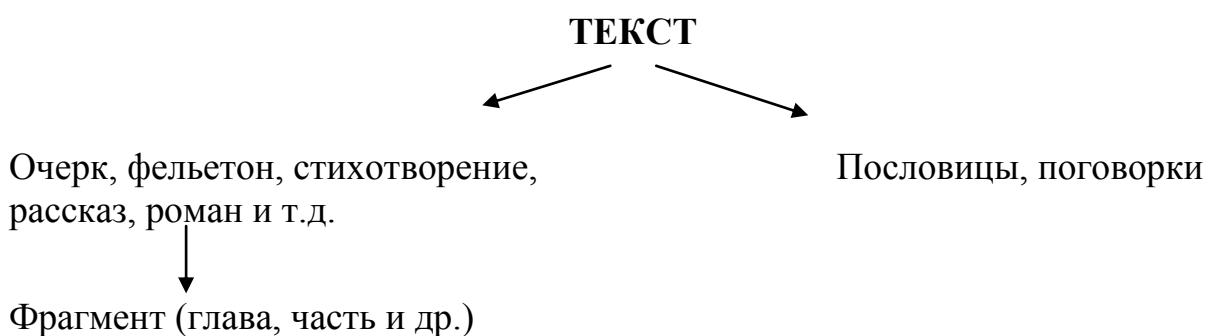 ТЕКСТ
Очерк, фельетон, стихотворение,
рассказ, роман и т.д.
Пословицы, поговорки
Фрагмент (глава, часть и др.)